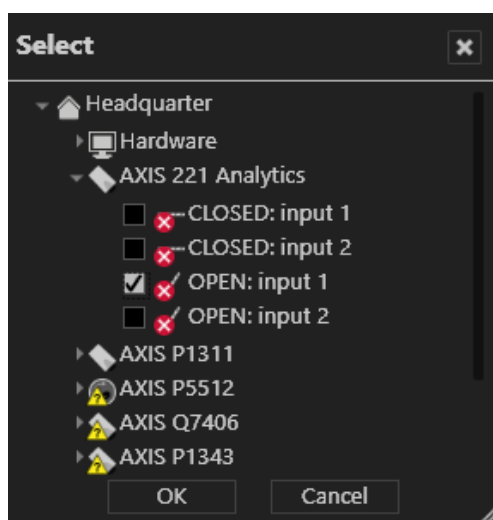 Select
Headquarter
Hardware
AXIS 221 Analytics
CLOSED: input 1
CLOSED: input 2
OPEN: input 1
OPEN: input 2
AXIS P1311
AXIS P5512
AXIS Q7406
AXIS P1343
OK Cancel